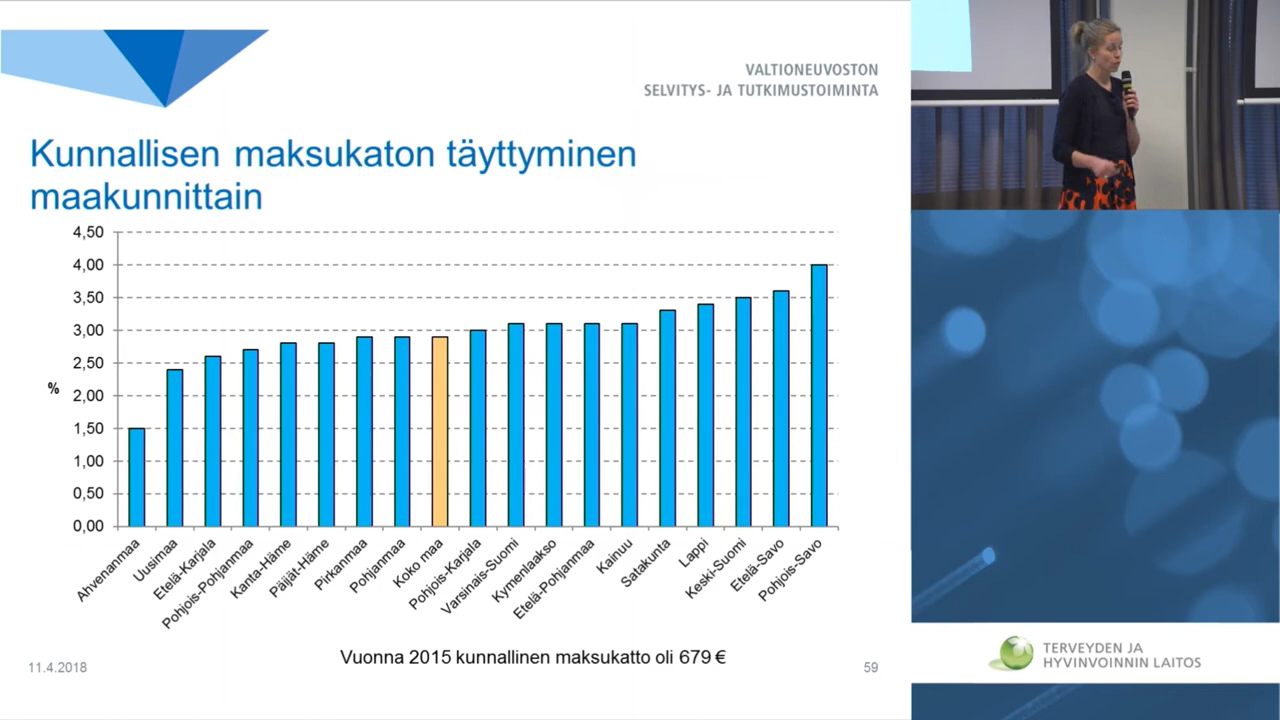 VALTIONEUVOSTON
SELVITYS- JA TUTKIMUSTOIMINTA
Kunnallisen maksukaton täyttyminen
maakunnittain
4,50
4,00
3,50
3,00
2,50
%
2,00
1,50
1,00
0,50
0,00
Ahvenanmaa
Uusimaa
Etelä-Karjala
Pohjois-Pohjanmaa
Kanta-Häme
Päijät-Häme
Pirkanmaa
Pohjanmaa
Koko maa
Pohjois-Karjala
Varsinais-Suomi
Kymenlaakso
Etelä-Pohjanmaa
Kainuu
Satakunta
Lappi
Keski-Suomi
Etelä-Savo
Pohjois-Savo
Vuonna 2015 kunnallinen maksukatto oli 679 €
11.4.2018
59
TERVEYDEN JA
HYVINVOINNIN LAITOS